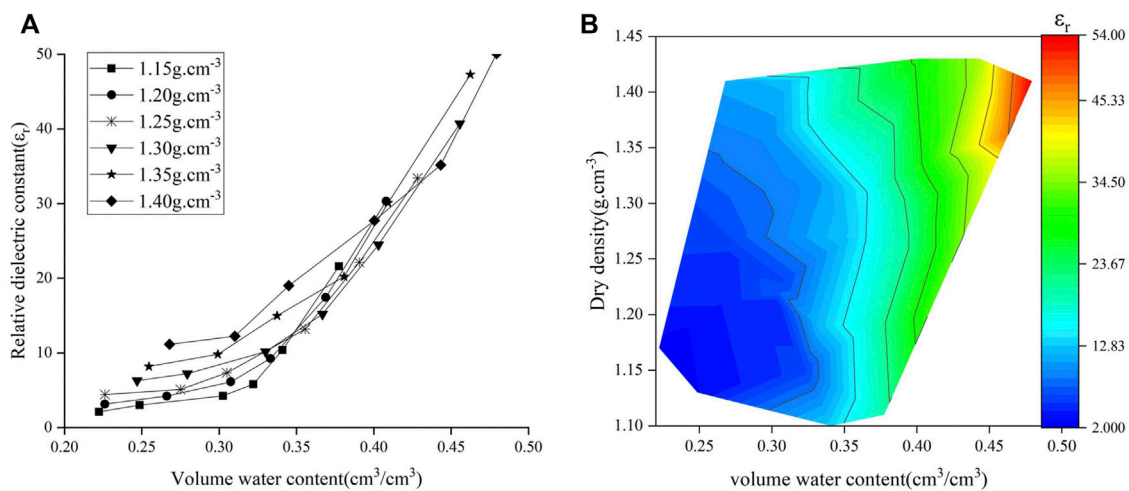 A
Relative dielectric constant(εr)
50
40
30
20
10
0
1.15g.cm⁻³
1.20g.cm⁻³
1.25g.cm⁻³
1.30g.cm⁻³
1.35g.cm⁻³
1.40g.cm⁻³
0.20
0.25
0.30
0.35
0.40
0.45
0.50
Volume water content(cm³/cm³)
B
Dry density(g.cm⁻³)
1.45
1.40
1.35
1.30
1.25
1.20
1.15
1.10
0.25
0.30
0.35
0.40
0.45
0.50
volume water content(cm³/cm³)
εr
54.00
45.33
34.50
23.67
12.83
2.000